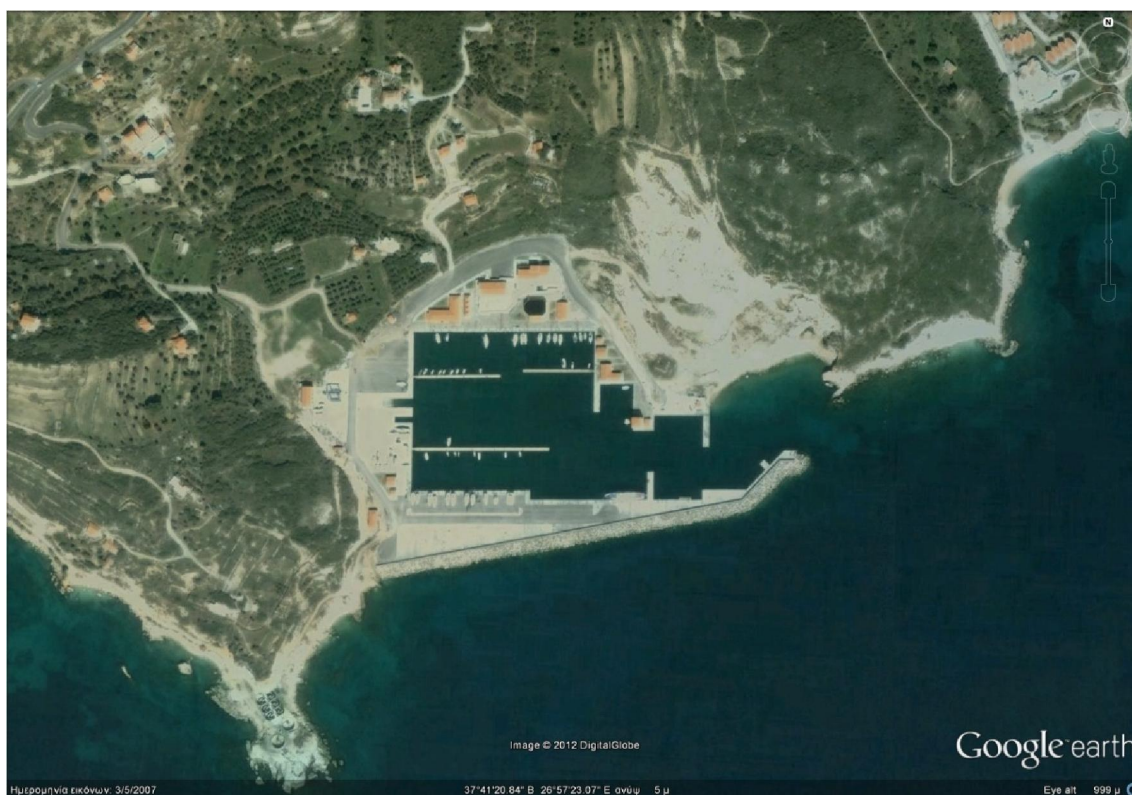 N
Image © 2012 DigitalGlobe
Google earth
Ημερομηνία εικόνων: 3/5/2007
37°41'20.84" Β 26°57'23.07" Ε ανύψ 5 μ
Eye alt 999 μ